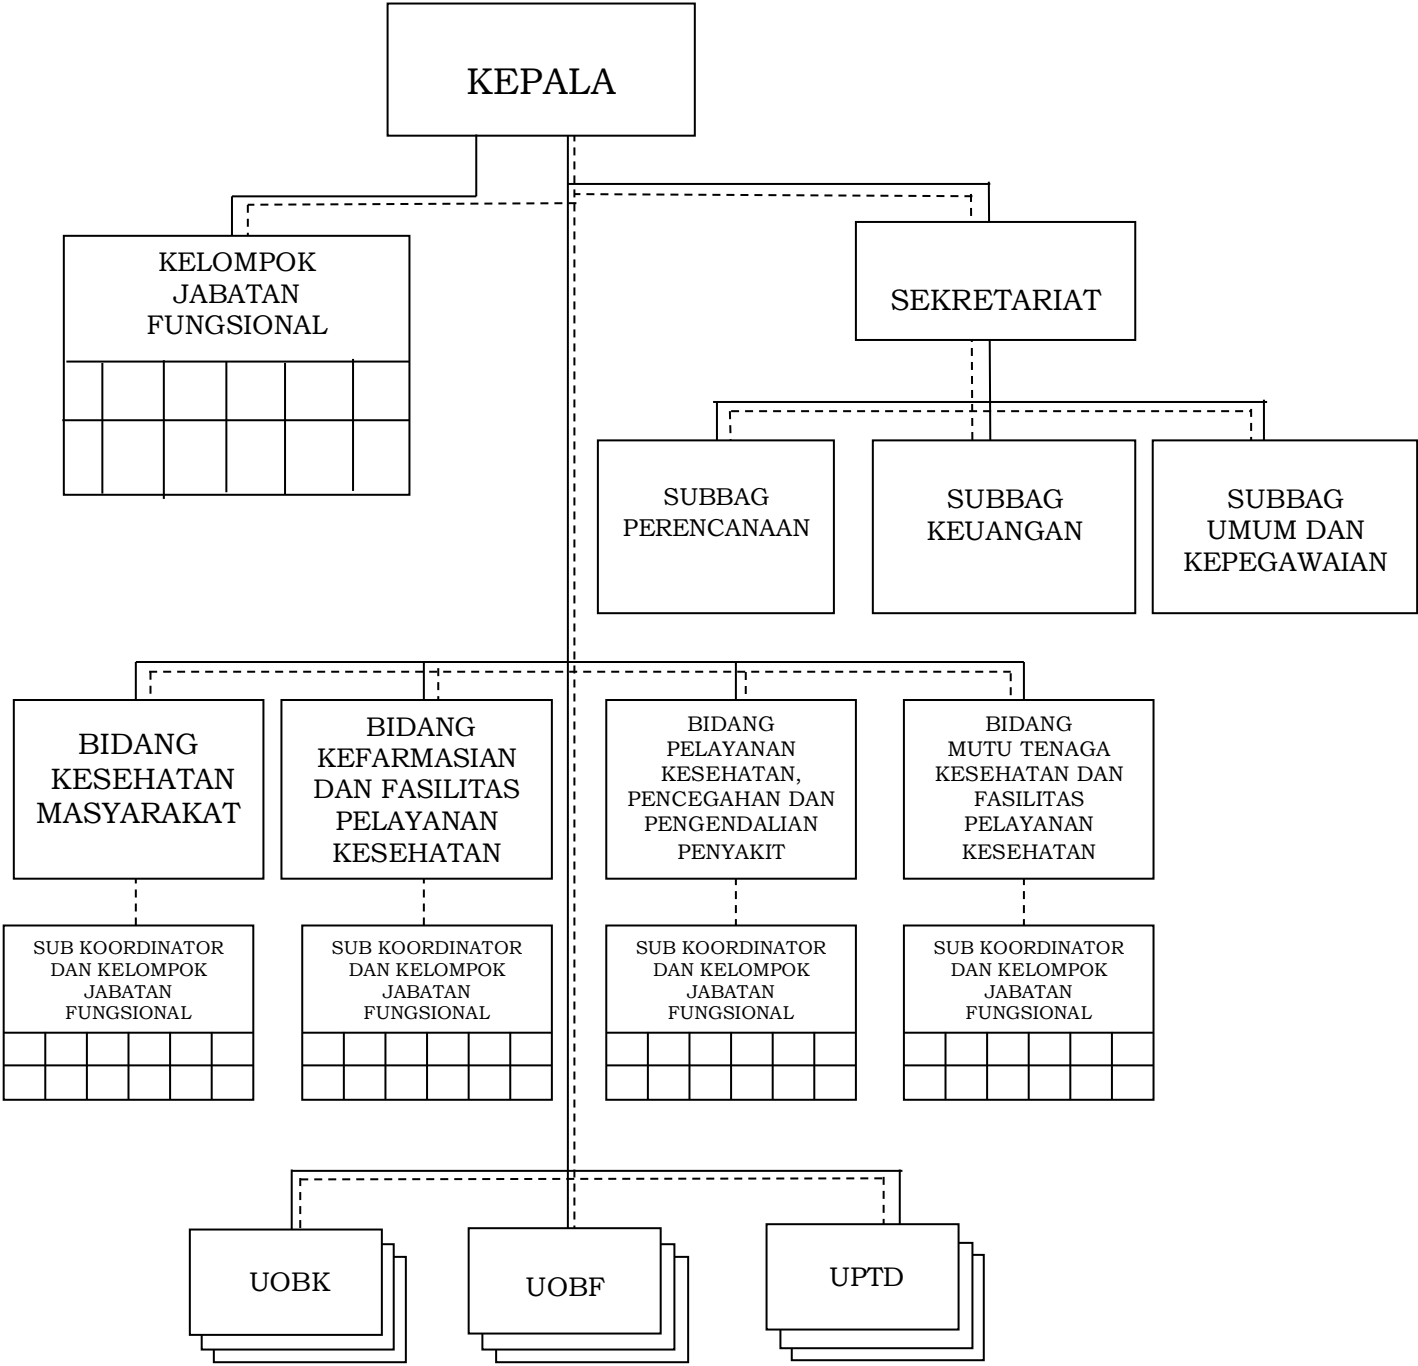 KEPALA
KELOMPOK
JABATAN
FUNGSIONAL
SEKRETARIAT
SUBBAG
PERENCANAAN
SUBBAG
KEUANGAN
SUBBAG
UMUM DAN
KEPEGAWAIAN
BIDANG
KESEHATAN
MASYARAKAT
BIDANG
KEFARMASIAN
DAN FASILITAS
PELAYANAN
KESEHATAN
BIDANG
PELAYANAN
KESEHATAN,
PENCEGAHAN DAN
PENGENDALIAN
PENYAKIT
BIDANG
MUTU TENAGA
KESEHATAN DAN
FASILITAS
PELAYANAN
KESEHATAN
SUB KOORDINATOR
DAN KELOMPOK
JABATAN
FUNGSIONAL
SUB KOORDINATOR
DAN KELOMPOK
JABATAN
FUNGSIONAL
SUB KOORDINATOR
DAN KELOMPOK
JABATAN
FUNGSIONAL
SUB KOORDINATOR
DAN KELOMPOK
JABATAN
FUNGSIONAL
UOBK
UOBF
UPTD